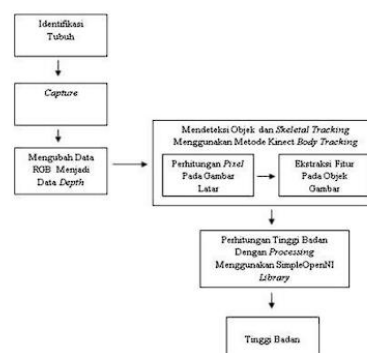 Identifikasi
Tubuh
Capture
Mengubah Data
RGB Menjadi
Data Depth
Mendeteksi Objek dan Skeletal Tracking
Menggunakan Metode Kinect Body Tracking
Perhitungan Pixel
Pada Gambar
Latar
Ekstraksi Fitur
Pada Objek
Gambar
Perhitungan Tinggi Badan
Dengan Processing
Menggunakan SimpleOpenNI
Library
Tinggi Badan